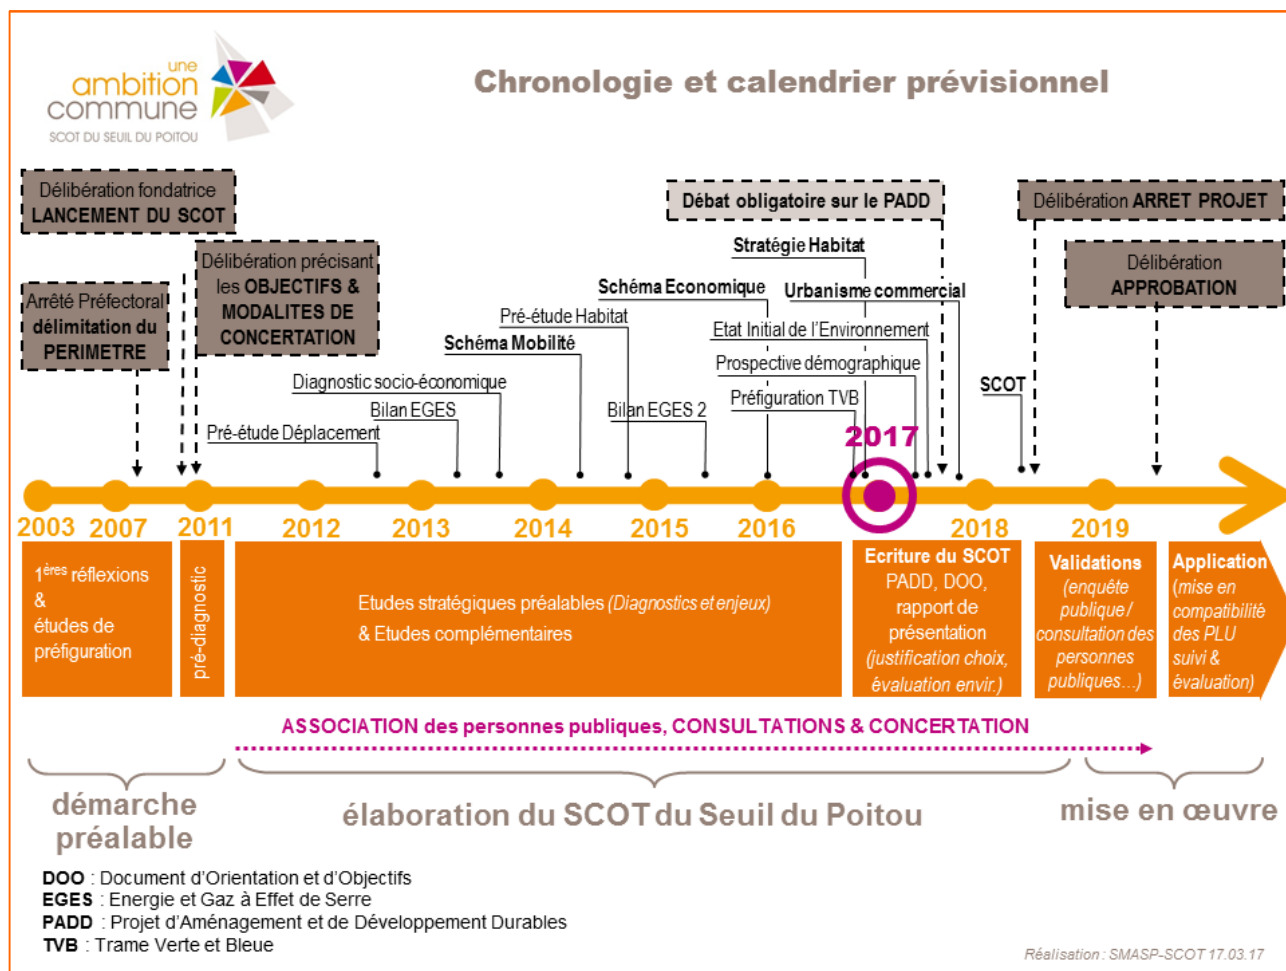 une
ambition
commune
SCOT DU SEUIL DU POITOU
Chronologie et calendrier prévisionnel
Délibération fondatrice
LANCEMENT DU SCOT
Arrêté Préfectoral
délimitation du
PERIMETRE
Délibération précisant
les OBJECTIFS &
MODALITES DE
CONCERTATION
Débat obligatoire sur le PADD
Délibération ARRET PROJET
Délibération
APPROBATION
Stratégie Habitat
Schéma Economique
Urbanisme commercial
Pré-étude Habitat
Etat Initial de l'Environnement
Schéma Mobilité
Prospective démographique
Diagnostic socio-économique
SCOT
Préfiguration TVB
Bilan EGES
Bilan EGES 2
Pré-étude Déplacement
2017
2003
2007
2011
2012
2013
2014
2015
2016
2018
2019
1ères réflexions
&
études de
préfiguration
pré-diagnostic
Etudes stratégiques préalables (Diagnostics et enjeux)
& Etudes complémentaires
Ecriture du SCOT
PADD, DOO,
rapport de
présentation
(justification choix,
évaluation envir.)
Validations
(enquête
publique /
consultation des
personnes
publiques…)
Application
(mise en
compatibilité
des PLU
suivi &
évaluation)
ASSOCIATION des personnes publiques, CONSULTATIONS & CONCERTATION
démarche
préalable
élaboration du SCOT du Seuil du Poitou
mise en œuvre
DOO : Document d'Orientation et d'Objectifs
EGES : Energie et Gaz à Effet de Serre
PADD : Projet d'Aménagement et de Développement Durables
TVB : Trame Verte et Bleue
Réalisation : SMASP-SCOT 17.03.17